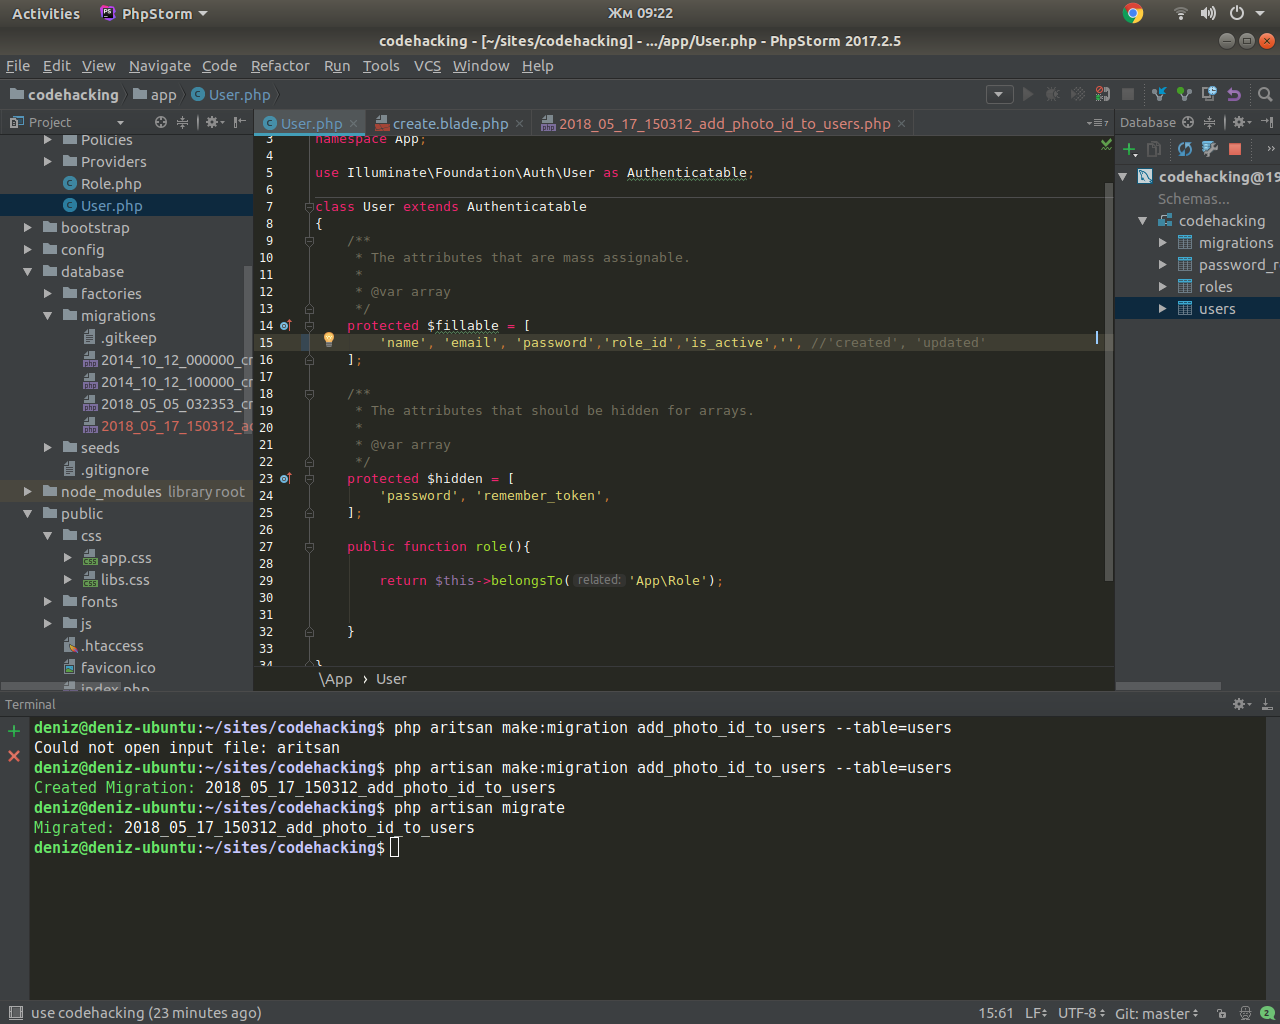 Activities PhpStorm Жм 09:22
codehacking - [~/sites/codehacking] - .../app/User.php - PhpStorm 2017.2.5
File Edit View Navigate Code Refactor Run Tools VCS Window Help
codehacking app User.php
Project
Policies
Providers
Role.php
User.php
bootstrap
config
database
factories
migrations
.gitkeep
2014_10_12_000000_cr
2014_10_12_100000_cr
2018_05_05_032353_cr
2018_05_17_150312_ad
seeds
.gitignore
node_modules library root
public
css
app.css
libs.css
fonts
js
.htaccess
favicon.ico
index.php
User.php create.blade.php 2018_05_17_150312_add_photo_id_to_users.php
3 namespace App;
4
5 use Illuminate\Foundation\Auth\User as Authenticatable;
6
7 class User extends Authenticatable
8 {
9 /**
10 * The attributes that are mass assignable.
11 *
12 * @var array
13 */
14 protected $fillable = [
15 'name', 'email', 'password','role_id','is_active','', //'created', 'updated'
16 ];
17
18 /**
19 * The attributes that should be hidden for arrays.
20 *
21 * @var array
22 */
23 protected $hidden = [
24 'password', 'remember_token',
25 ];
26
27 public function role(){
28
29 return $this->belongsTo( related: 'App\Role');
30
31
32 }
33
34 }
\App › User
Database
codehacking@19
Schemas...
codehacking
migrations
password_r
roles
users
Terminal
deniz@deniz-ubuntu:~/sites/codehacking$ php aritsan make:migration add_photo_id_to_users --table=users
Could not open input file: aritsan
deniz@deniz-ubuntu:~/sites/codehacking$ php artisan make:migration add_photo_id_to_users --table=users
Created Migration: 2018_05_17_150312_add_photo_id_to_users
deniz@deniz-ubuntu:~/sites/codehacking$ php artisan migrate
Migrated: 2018_05_17_150312_add_photo_id_to_users
deniz@deniz-ubuntu:~/sites/codehacking$
use codehacking (23 minutes ago) 15:61 LF UTF-8 Git: master 2